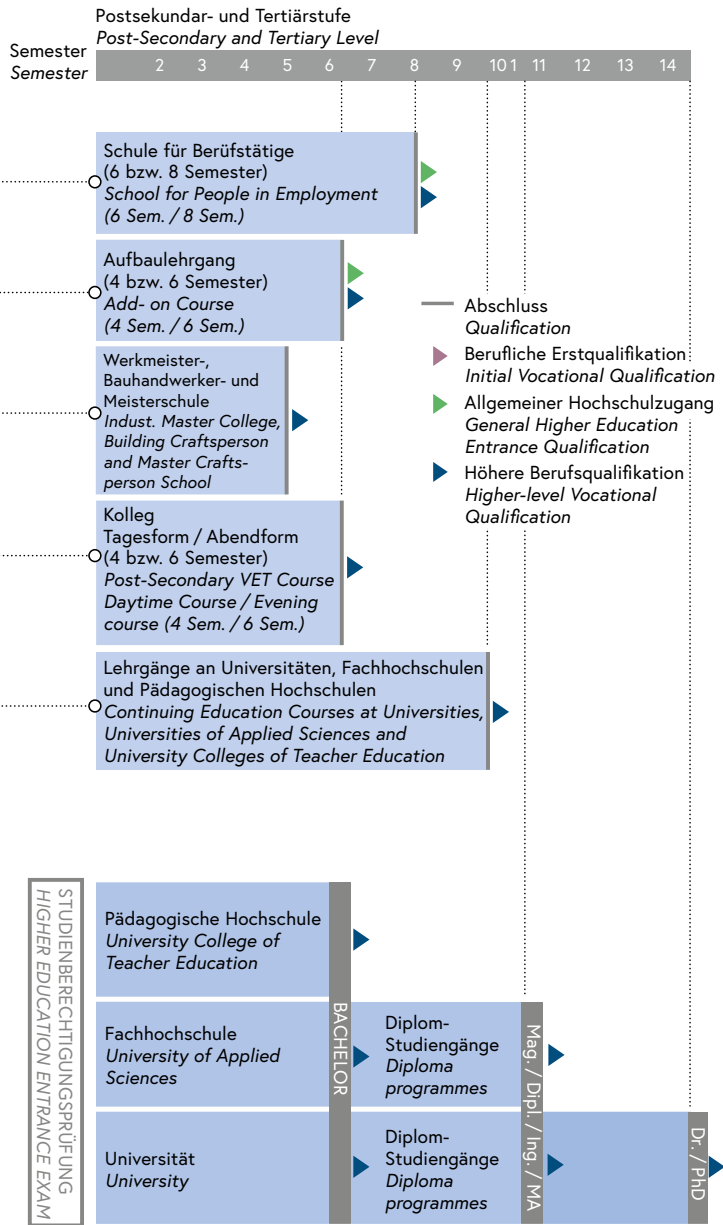 Postsekundar- und Tertiärstufe
Post-Secondary and Tertiary Level
Semester
Semester
2 3 4 5 6 7 8 9 10 1 11 12 13 14
Schule für Berüfstätige
(6 bzw. 8 Semester)
School for People in Employment
(6 Sem. / 8 Sem.)
Aufbaulehrgang
(4 bzw. 6 Semester)
Add- on Course
(4 Sem. / 6 Sem.)
Abschluss
Qualification
Berufliche Erstqualifikation
Initial Vocational Qualification
Allgemeiner Hochschulzugang
General Higher Education
Entrance Qualification
Höhere Berufsqualifikation
Higher-level Vocational
Qualification
Werkmeister-,
Bauhandwerker- und
Meisterschule
Indust. Master College,
Building Craftsperson
and Master Crafts-
person School
Kolleg
Tagesform / Abendform
(4 bzw. 6 Semester)
Post-Secondary VET Course
Daytime Course / Evening
course (4 Sem. / 6 Sem.)
Lehrgänge an Universitäten, Fachhochschulen
und Pädagogischen Hochschulen
Continuing Education Courses at Universities,
Universities of Applied Sciences and
University Colleges of Teacher Education
STUDIENBERECHTIGUNGSPRÜFUNG
HIGHER EDUCATION ENTRANCE EXAM
Pädagogische Hochschule
University College of
Teacher Education
BACHELOR
Fachhochschule
University of Applied
Sciences
Diplom-
Studiengänge
Diploma
programmes
Mag. / Dipl. / Ing. / MA
Universität
University
Diplom-
Studiengänge
Diploma
programmes
Dr. / PhD